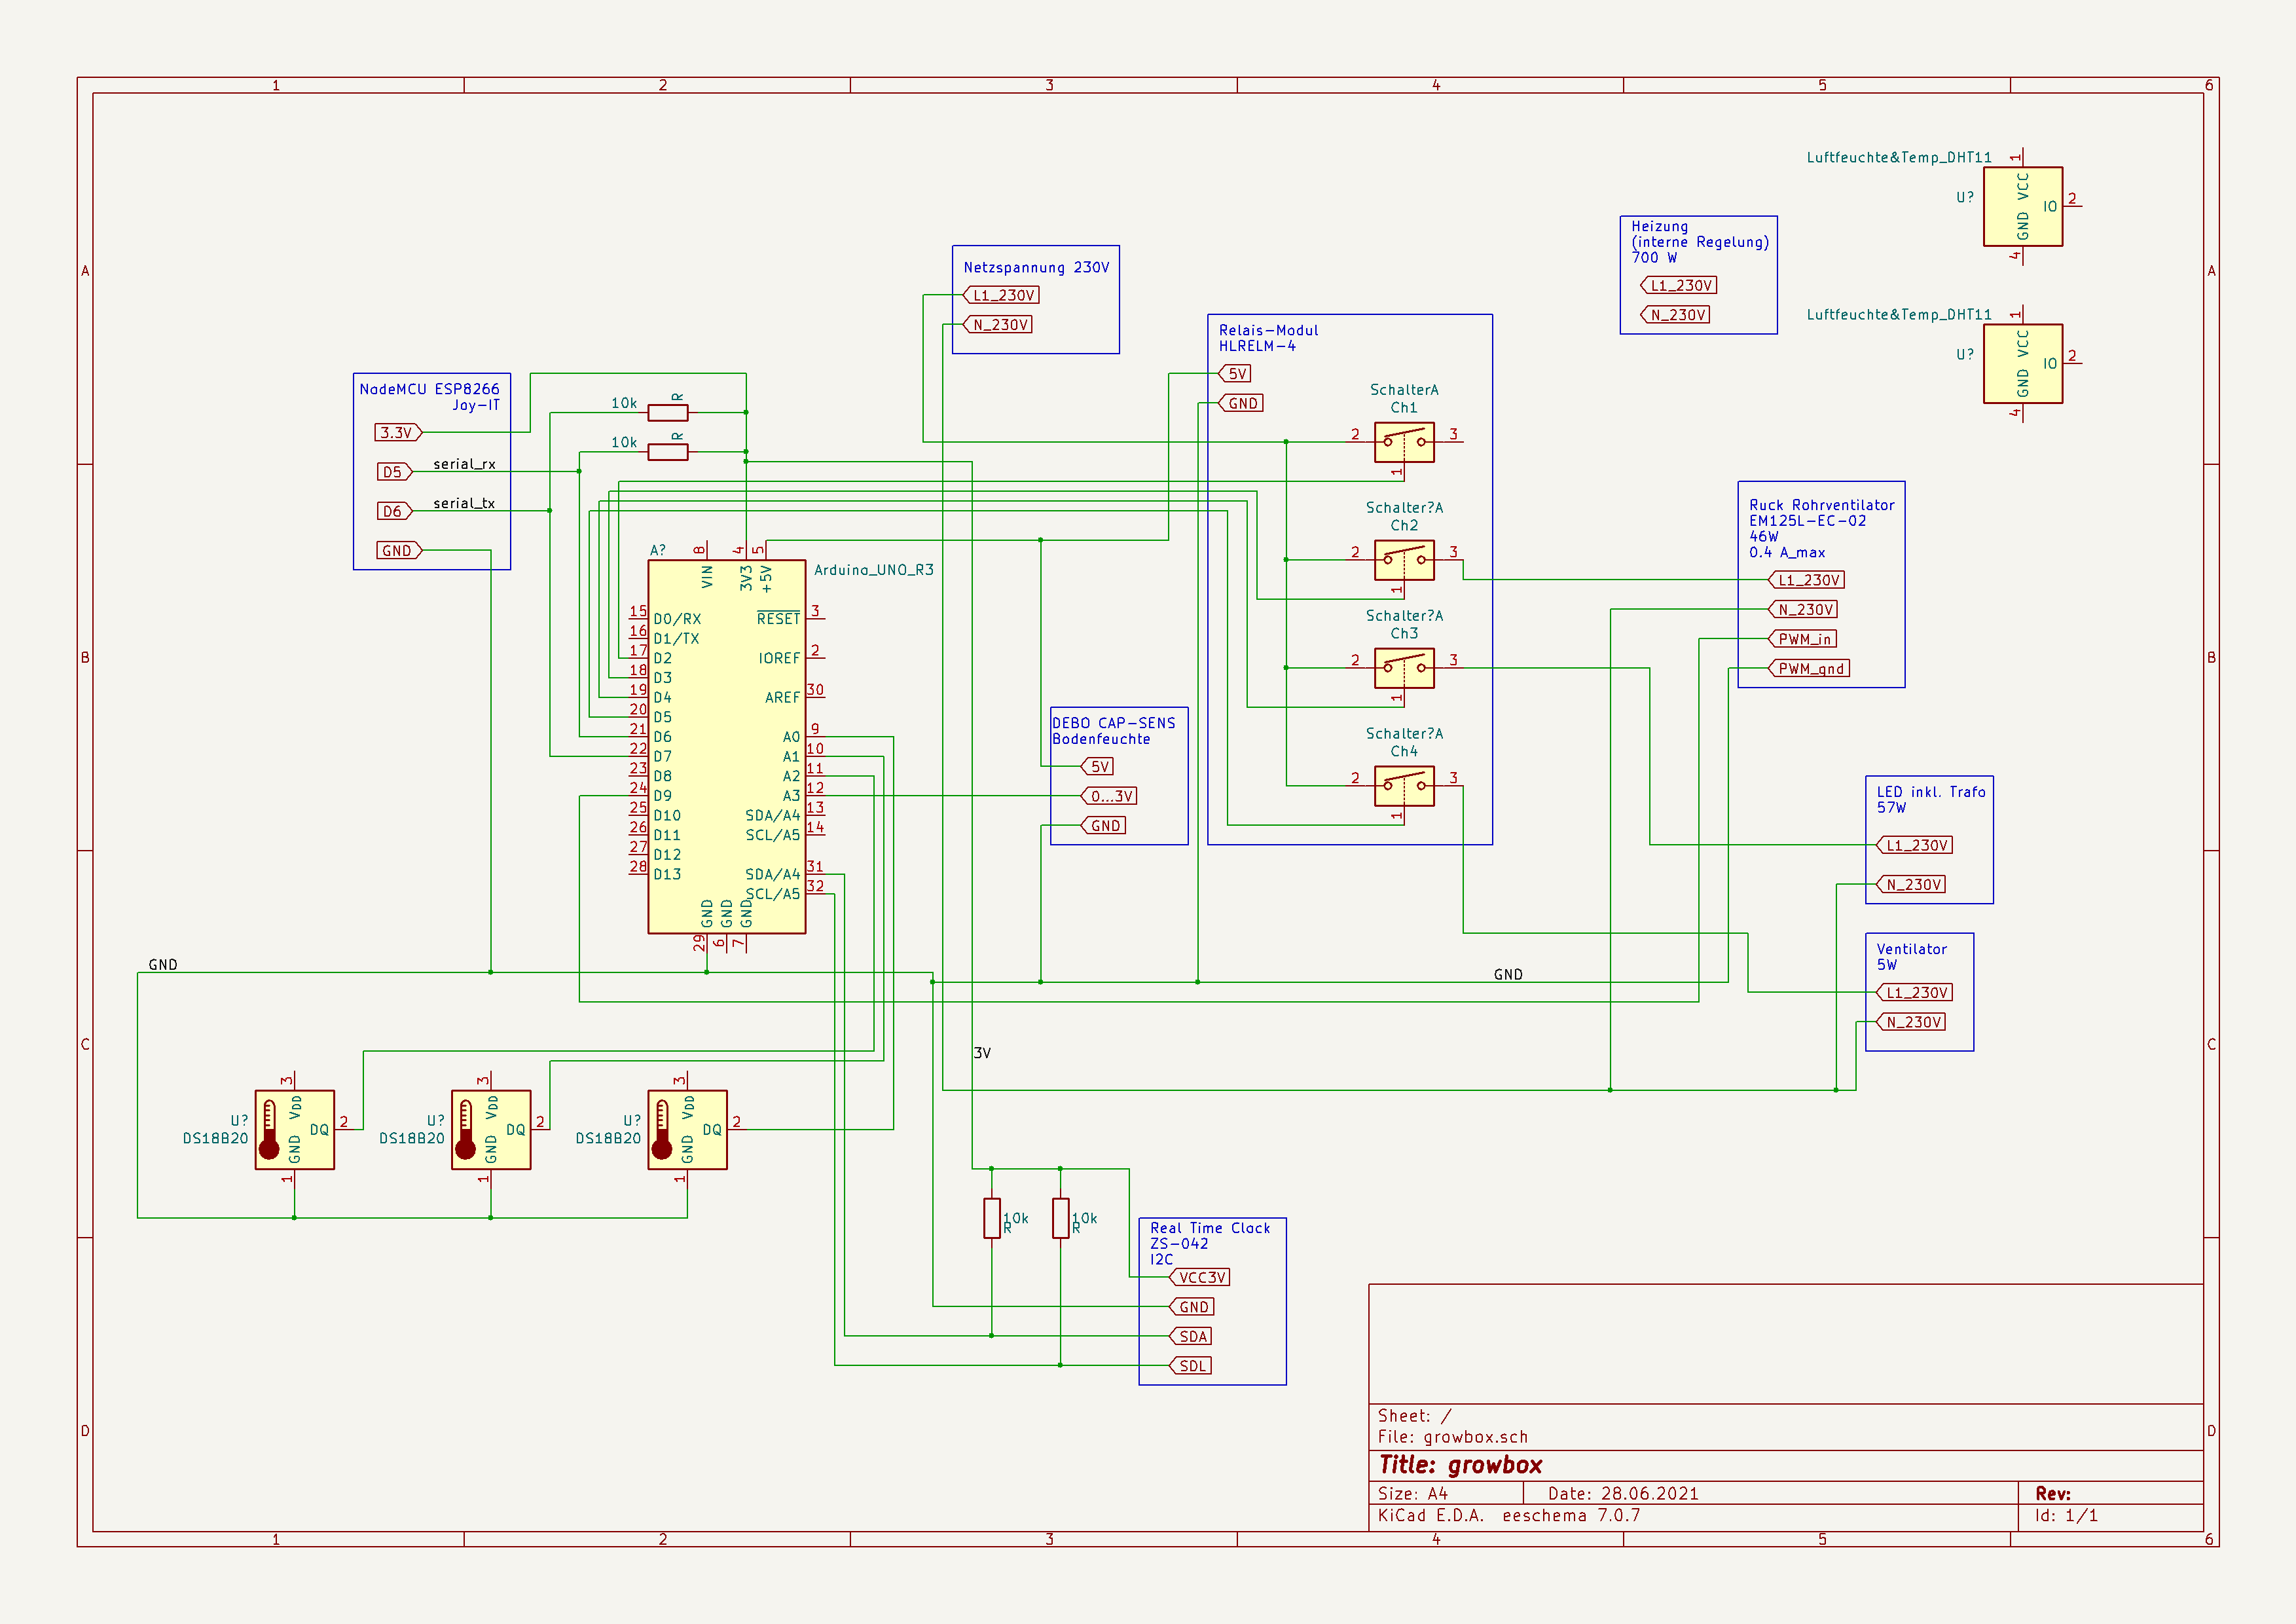 1 2 3 4 5 6
A
B
C
D
A
B
C
D
1 2 3 4 5 6
NadeMCU ESP8266
Joy-IT
3.3V
D5
serial_rx
D6
serial_tx
GND
10k
R
10k
R
Netzspannung 230V
L1_230V
N_230V
Relais-Modul
HLRELM-4
5V
GND
SchalterA
Ch1
2
3
1
Schalter?A
Ch2
2
3
1
Schalter?A
Ch3
2
3
1
Schalter?A
Ch4
2
3
1
Heizung
(interne Regelung)
700 W
L1_230V
N_230V
Luftfeuchte&Temp_DHT11
U?
1
VCC
GND
IO
2
4
Luftfeuchte&Temp_DHT11
U?
1
VCC
GND
IO
2
4
Ruck Rohrventilator
EM125L-EC-02
46W
0.4 A_max
L1_230V
N_230V
PWM_in
PWM_gnd
A?
Arduino_UNO_R3
8
4
5
VIN
3V3
+5V
15 D0/RX
16 D1/TX
17 D2
18 D3
19 D4
20 D5
21 D6
22 D7
23 D8
24 D9
25 D10
26 D11
27 D12
28 D13
RESET 3
IOREF 2
AREF 30
A0 9
A1 10
A2 11
A3 12
SDA/A4 13
SCL/A5 14
SDA/A4 31
SCL/A5 32
GND
GND
GND
29
6
7
DEBO CAP-SENS
Bodenfeuchte
5V
0...3V
GND
LED inkl. Trafo
57W
L1_230V
N_230V
Ventilator
5W
L1_230V
N_230V
GND
GND
3V
U?
DS18B20
3
VDD
DQ
2
GND
1
U?
DS18B20
3
VDD
DQ
2
GND
1
U?
DS18B20
3
VDD
DQ
2
GND
1
10k
R
10k
R
Real Time Clock
ZS-042
I2C
VCC3V
GND
SDA
SDL
Sheet: /
File: growbox.sch
Title: growbox
Size: A4 Date: 28.06.2021 Rev:
KiCad E.D.A. eeschema 7.0.7 Id: 1/1